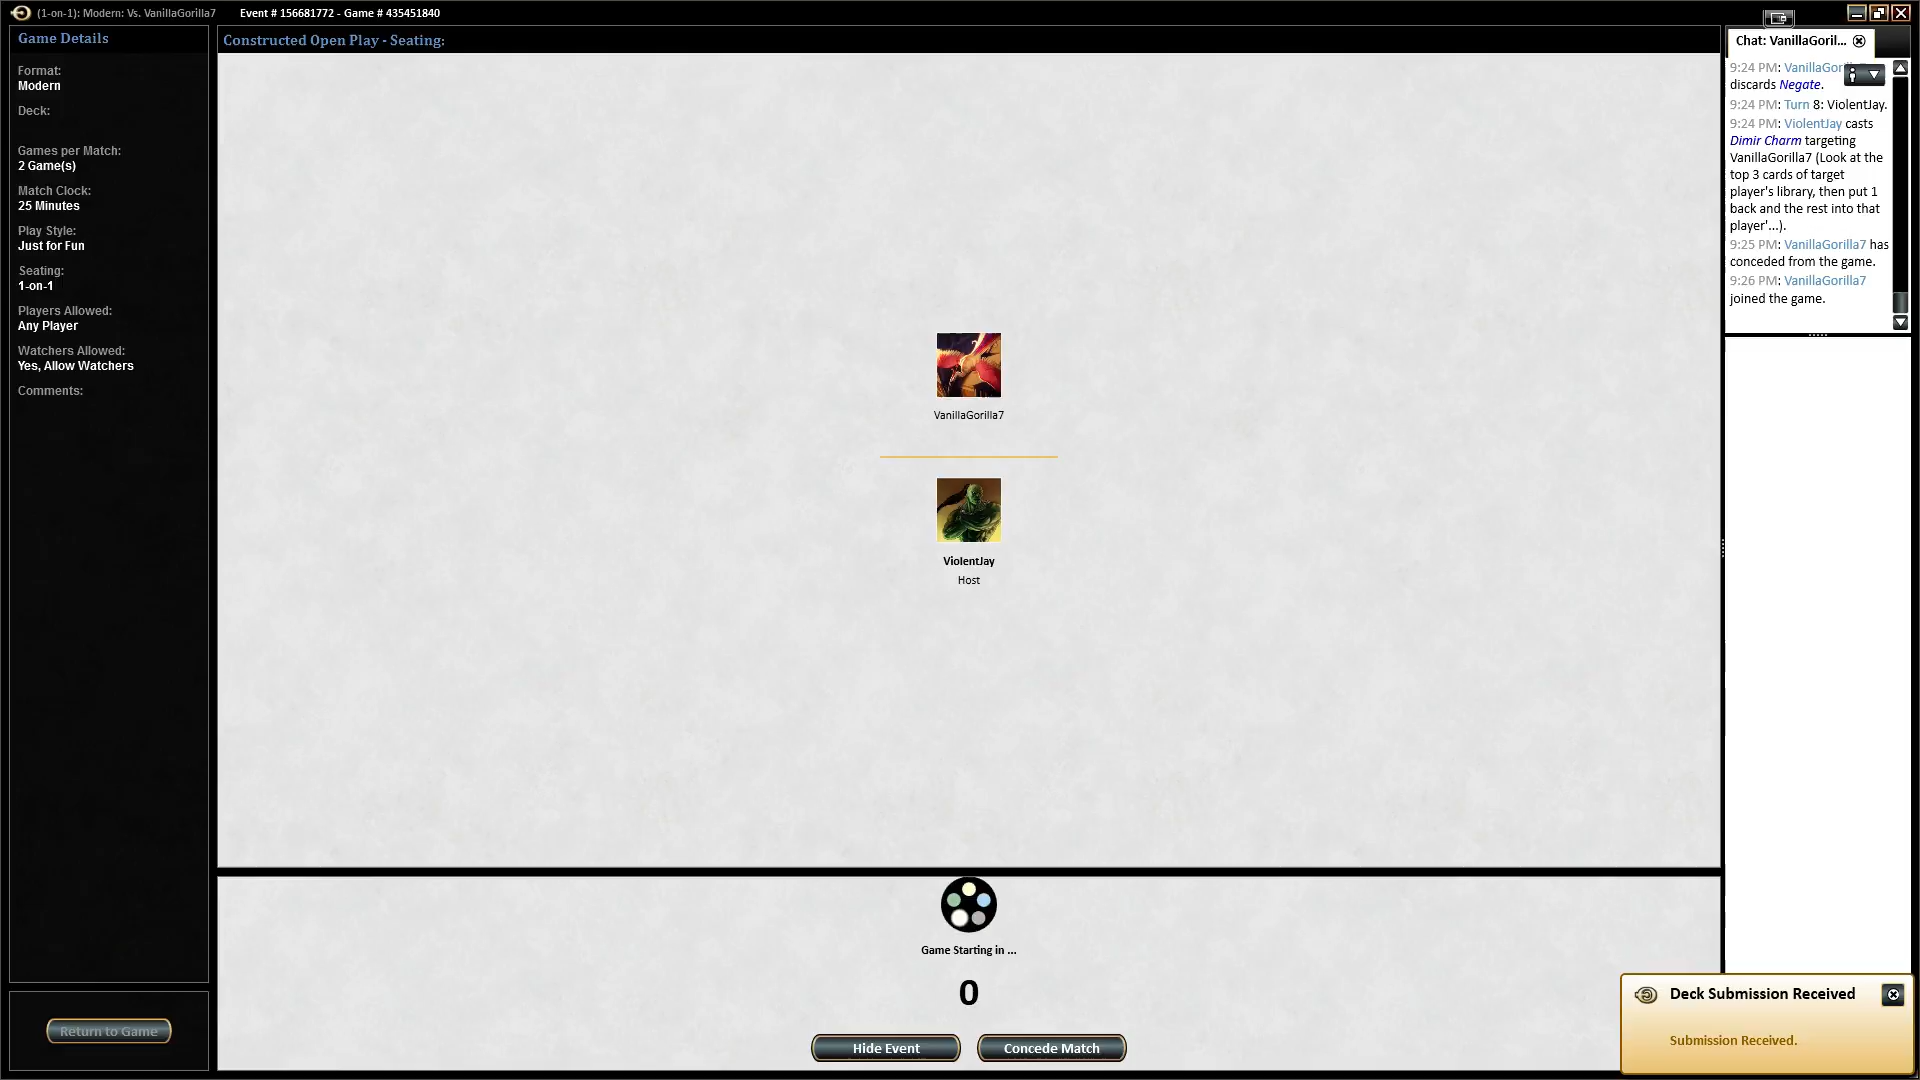 (1-on-1): Modern: Vs. VanillaGorilla7
Event # 156681772 - Game # 435451840
Game Details
Format:
Modern
Deck:
Games per Match:
2 Game(s)
Match Clock:
25 Minutes
Play Style:
Just for Fun
Seating:
1-on-1
Players Allowed:
Any Player
Watchers Allowed:
Yes, Allow Watchers
Comments:
Return to Game
Constructed Open Play - Seating:
VanillaGorilla7
ViolentJay
Host
Game Starting in ...
0
Hide Event
Concede Match
Chat: VanillaGoril...
9:24 PM:
discards Negate.
9:24 PM: Turn 8: ViolentJay.
9:24 PM: ViolentJay casts
Dimir Charm targeting
VanillaGorilla7 (Look at the
top 3 cards of target
player's library, then put 1
back and the rest into that
player'...).
9:25 PM: VanillaGorilla7 has
conceded from the game.
9:26 PM: VanillaGorilla7
joined the game.
Deck Submission Received
Submission Received.